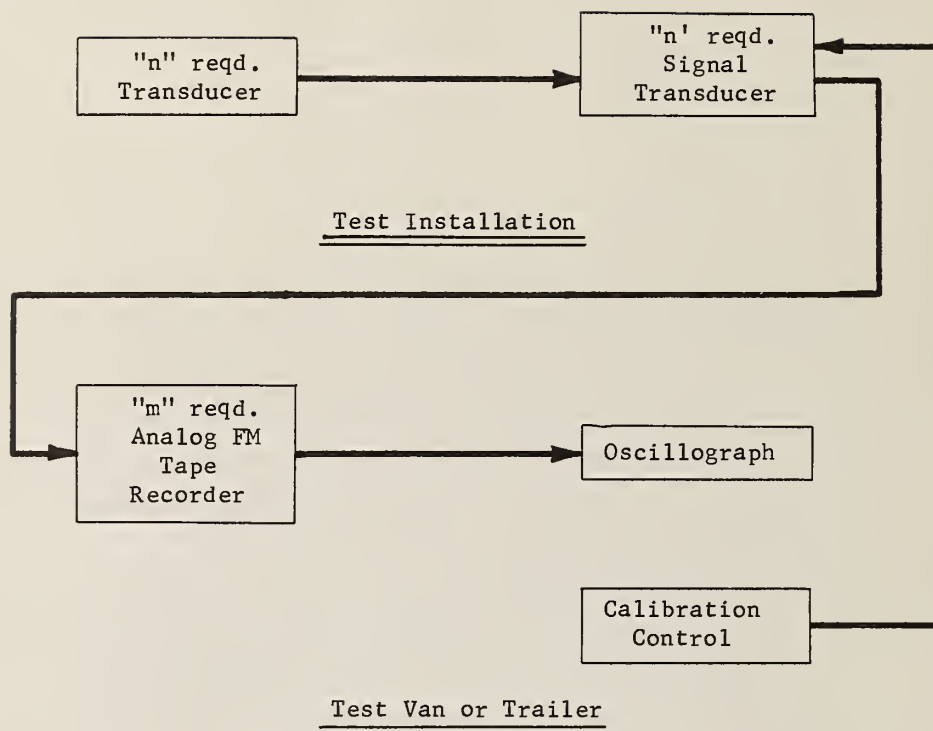 "n" reqd.
Transducer
"n' reqd.
Signal
Transducer
Test Installation
"m" reqd.
Analog FM
Tape
Recorder
Oscillograph
Calibration
Control
Test Van or Trailer